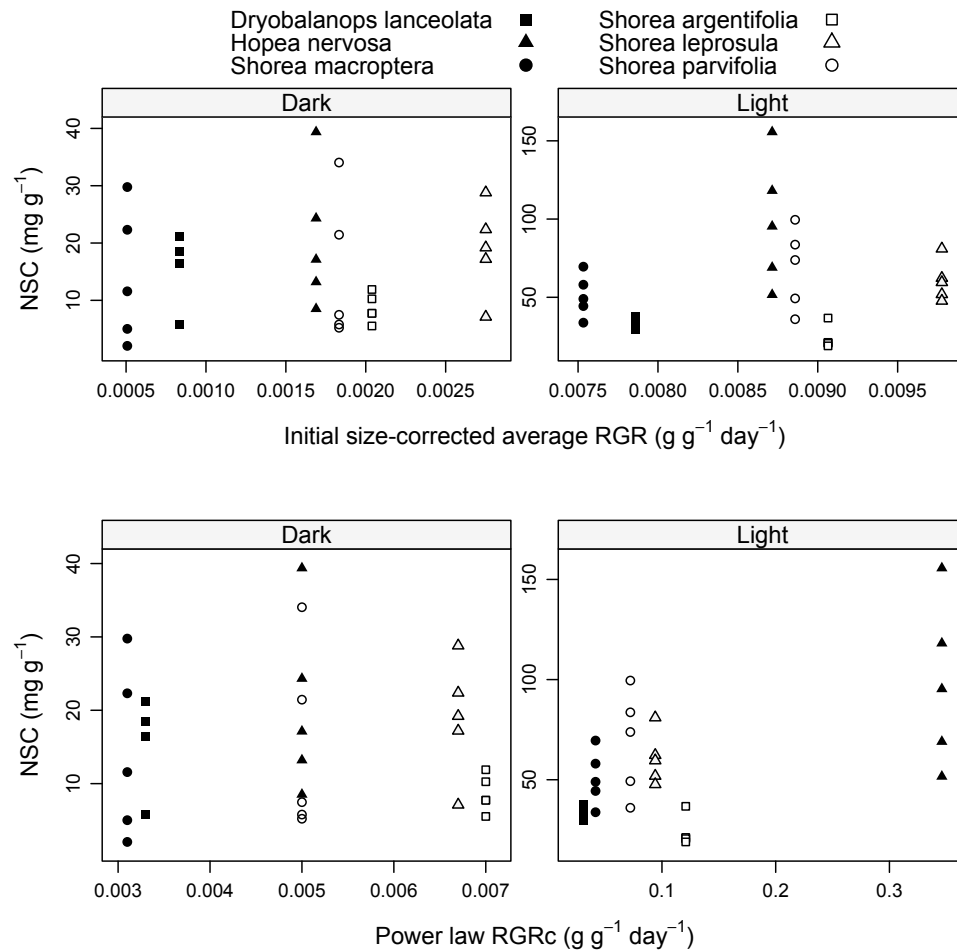 Dryobalanops lanceolata Shorea argentifolia
Hopea nervosa Shorea leprosula
Shorea macroptera Shorea parvifolia
Dark Light
NSC (mg g⁻¹)
10 20 30 40
50 100 150
0.0005 0.0010 0.0015 0.0020 0.0025
0.0075 0.0080 0.0085 0.0090 0.0095
Initial size-corrected average RGR (g g⁻¹ day⁻¹)
Dark Light
NSC (mg g⁻¹)
10 20 30 40
50 100 150
0.003 0.004 0.005 0.006 0.007
0.1 0.2 0.3
Power law RGRc (g g⁻¹ day⁻¹)